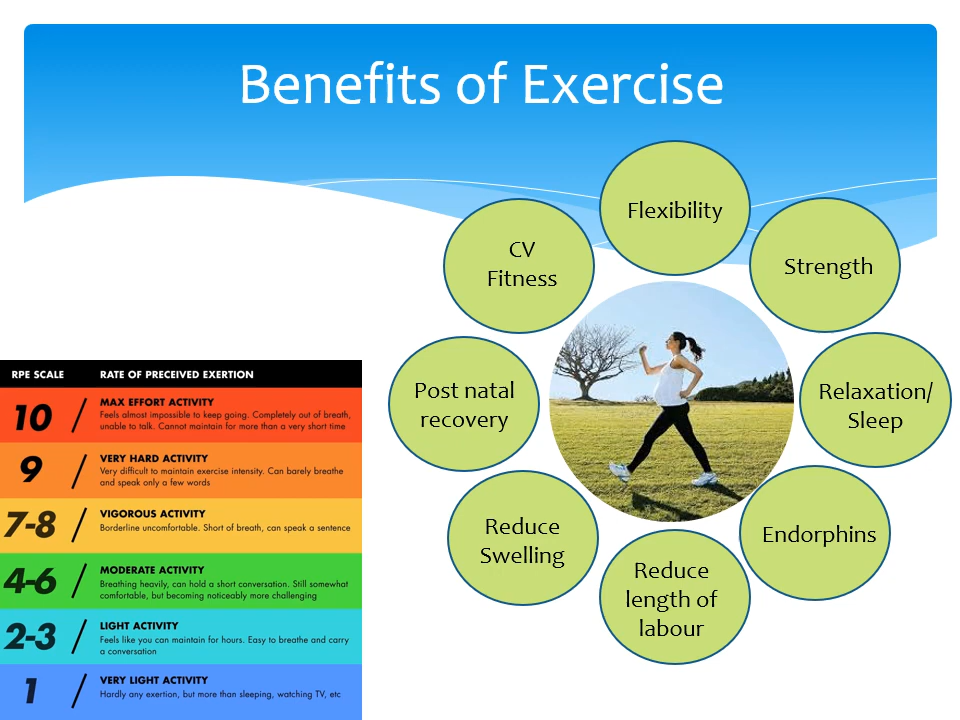 Benefits of Exercise
Flexibility
CV
Fitness
Strength
Post natal
recovery
Relaxation/
Sleep
Reduce
Swelling
Endorphins
Reduce
length of
labour
RPE SCALE RATE OF PRECEIVED EXERTION
10 / MAX EFFORT ACTIVITY
Feels almost impossible to keep going. Completely out of breath,
unable to talk. Cannot maintain for more than a very short time
9 / VERY HARD ACTIVITY
Very difficult to maintain exercise intensity. Can barely breathe
and speak only a few words
7-8 / VIGOROUS ACTIVITY
Borderline uncomfortable. Short of breath, can speak a sentence
4-6 / MODERATE ACTIVITY
Breathing heavily, can hold a short conversation. Still somewhat
comfortable, but becoming noticeably more challenging
2-3 / LIGHT ACTIVITY
Feels like you can maintain for hours. Easy to breathe and carry
a conversation
1 / VERY LIGHT ACTIVITY
Hardly any exertion, but more than sleeping, watching TV, etc